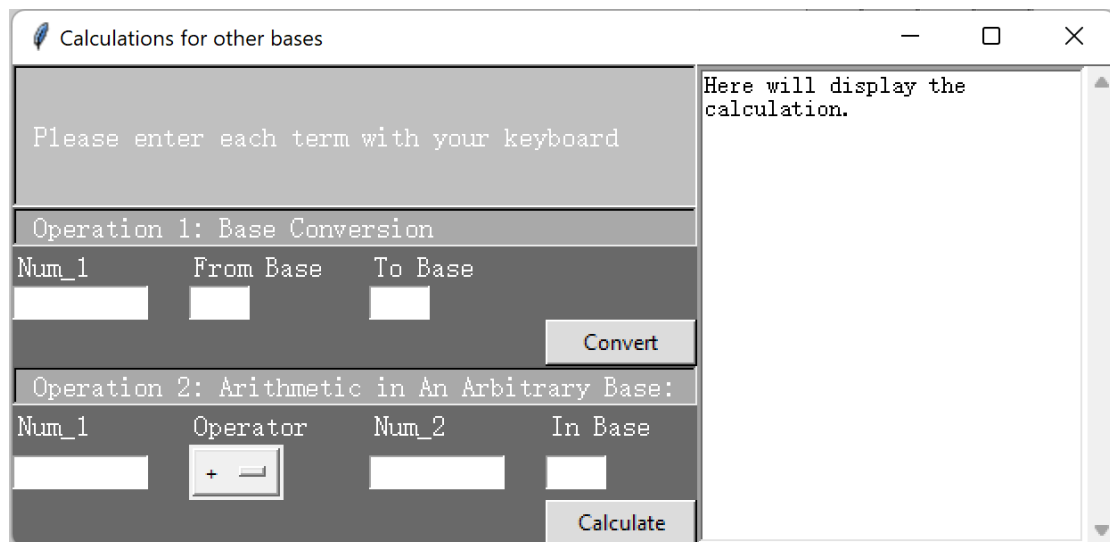 Calculations for other bases
Please enter each term with your keyboard
Operation 1: Base Conversion
Num_1 From Base To Base
Convert
Operation 2: Arithmetic in An Arbitrary Base:
Num_1 Operator Num_2 In Base
+
Calculate
Here will display the
calculation.